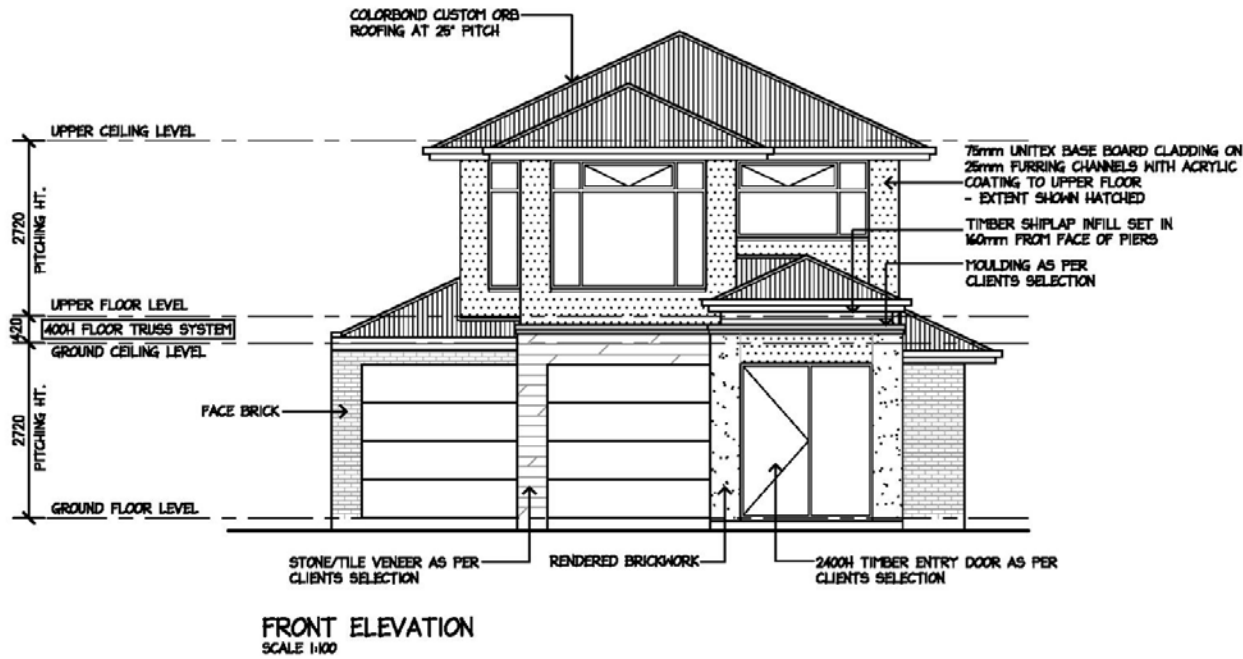 COLORBOND CUSTOM ORB
ROOFING AT 25° PITCH
UPPER CEILING LEVEL
75mm UNITEX BASE BOARD CLADDING ON
25mm FURRING CHANNELS WITH ACRYLIC
COATING TO UPPER FLOOR
- EXTENT SHOWN HATCHED
2720
PITCHING HT.
TIMBER SHIPLAP INFILL SET IN
160mm FROM FACE OF PIERS
MOULDING AS PER
CLIENTS SELECTION
UPPER FLOOR LEVEL
420
400H FLOOR TRUSS SYSTEM
GROUND CEILING LEVEL
FACE BRICK
2720
PITCHING HT.
GROUND FLOOR LEVEL
STONE/TILE VENEER AS PER
CLIENTS SELECTION
RENDERED BRICKWORK
2400H TIMBER ENTRY DOOR AS PER
CLIENTS SELECTION
FRONT ELEVATION
SCALE 1:100